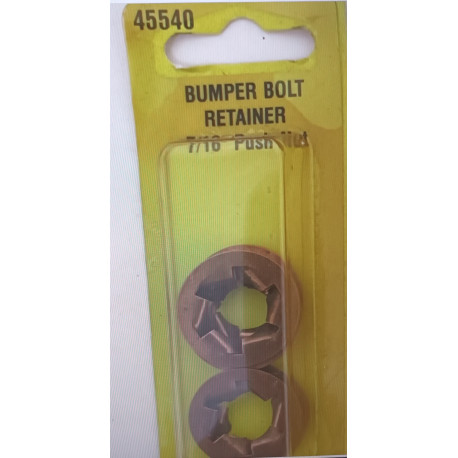 45540
BUMPER BOLT
RETAINER
7/16" Push Nut